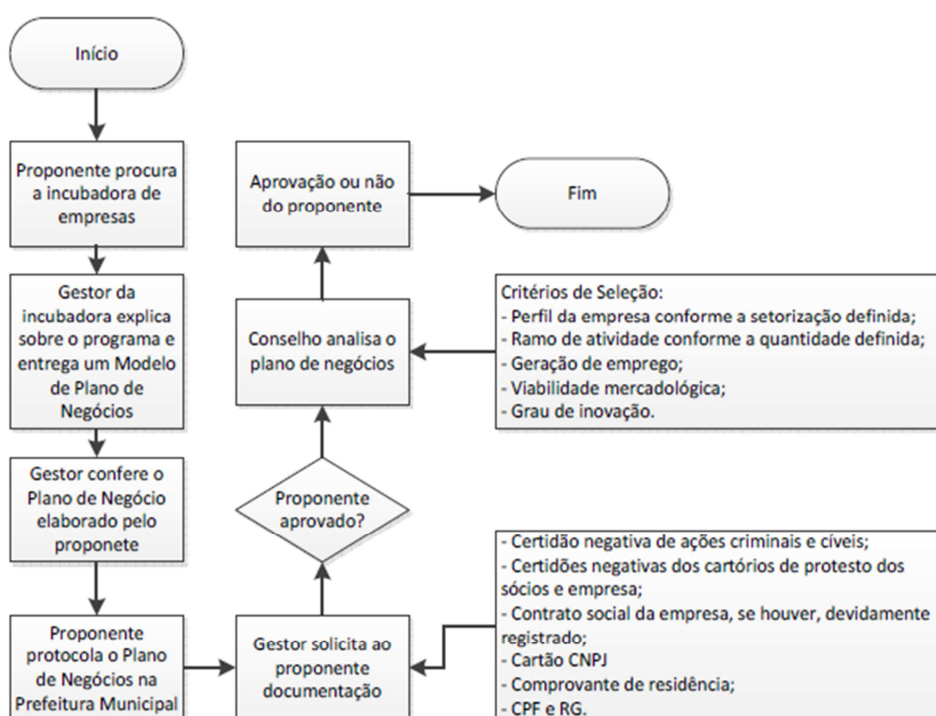 Início
Proponente procura
a incubadora de
empresas
Gestor da
incubadora explica
sobre o programa e
entrega um Modelo
de Plano de
Negócios
Gestor confere o
Plano de Negócio
elaborado pelo
proponete
Proponente
protocola o Plano
de Negócios na
Prefeitura Municipal
Gestor solicita ao
proponente
documentação
- Certidão negativa de ações criminais e cíveis;
- Certidões negativas dos cartórios de protesto dos
sócios e empresa;
- Contrato social da empresa, se houver, devidamente
registrado;
- Cartão CNPJ
- Comprovante de residência;
- CPF e RG.
Proponente
aprovado?
Conselho analisa o
plano de negócios
Critérios de Seleção:
- Perfil da empresa conforme a setorização definida;
- Ramo de atividade conforme a quantidade definida;
- Geração de emprego;
- Viabilidade mercadológica;
- Grau de inovação.
Aprovação ou não
do proponente
Fim